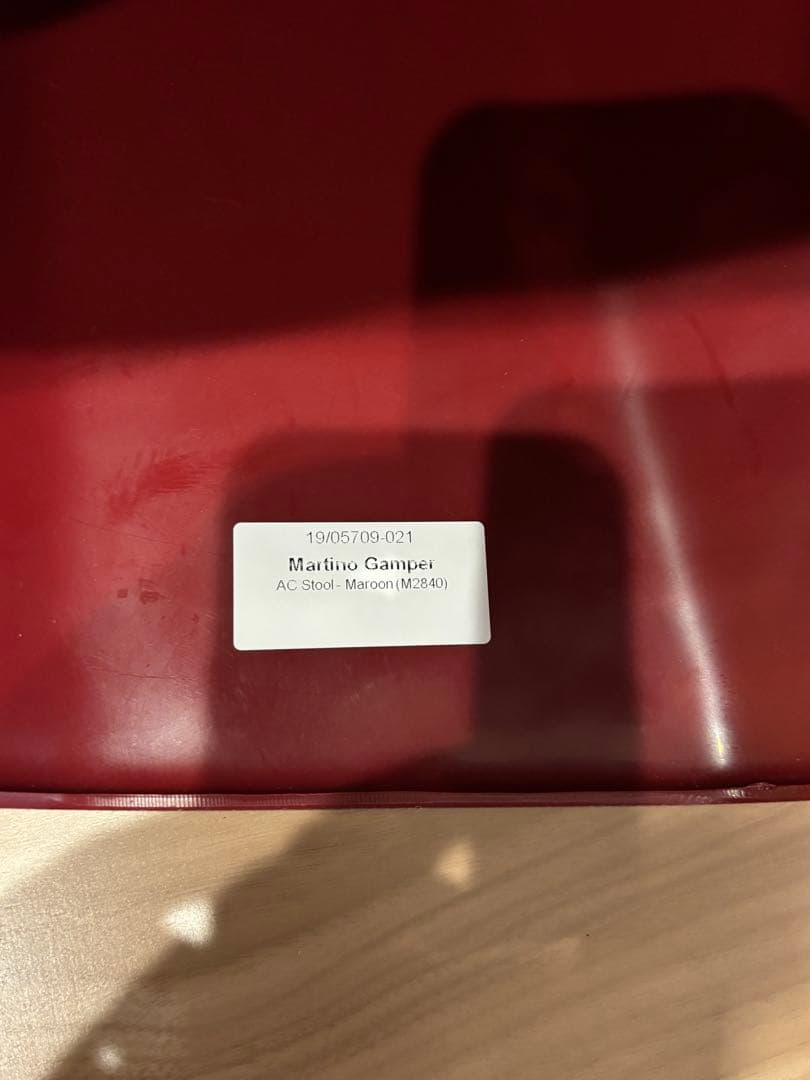 19/05709-021
Martino Gamper
AC Stool - Maroon (M2840)